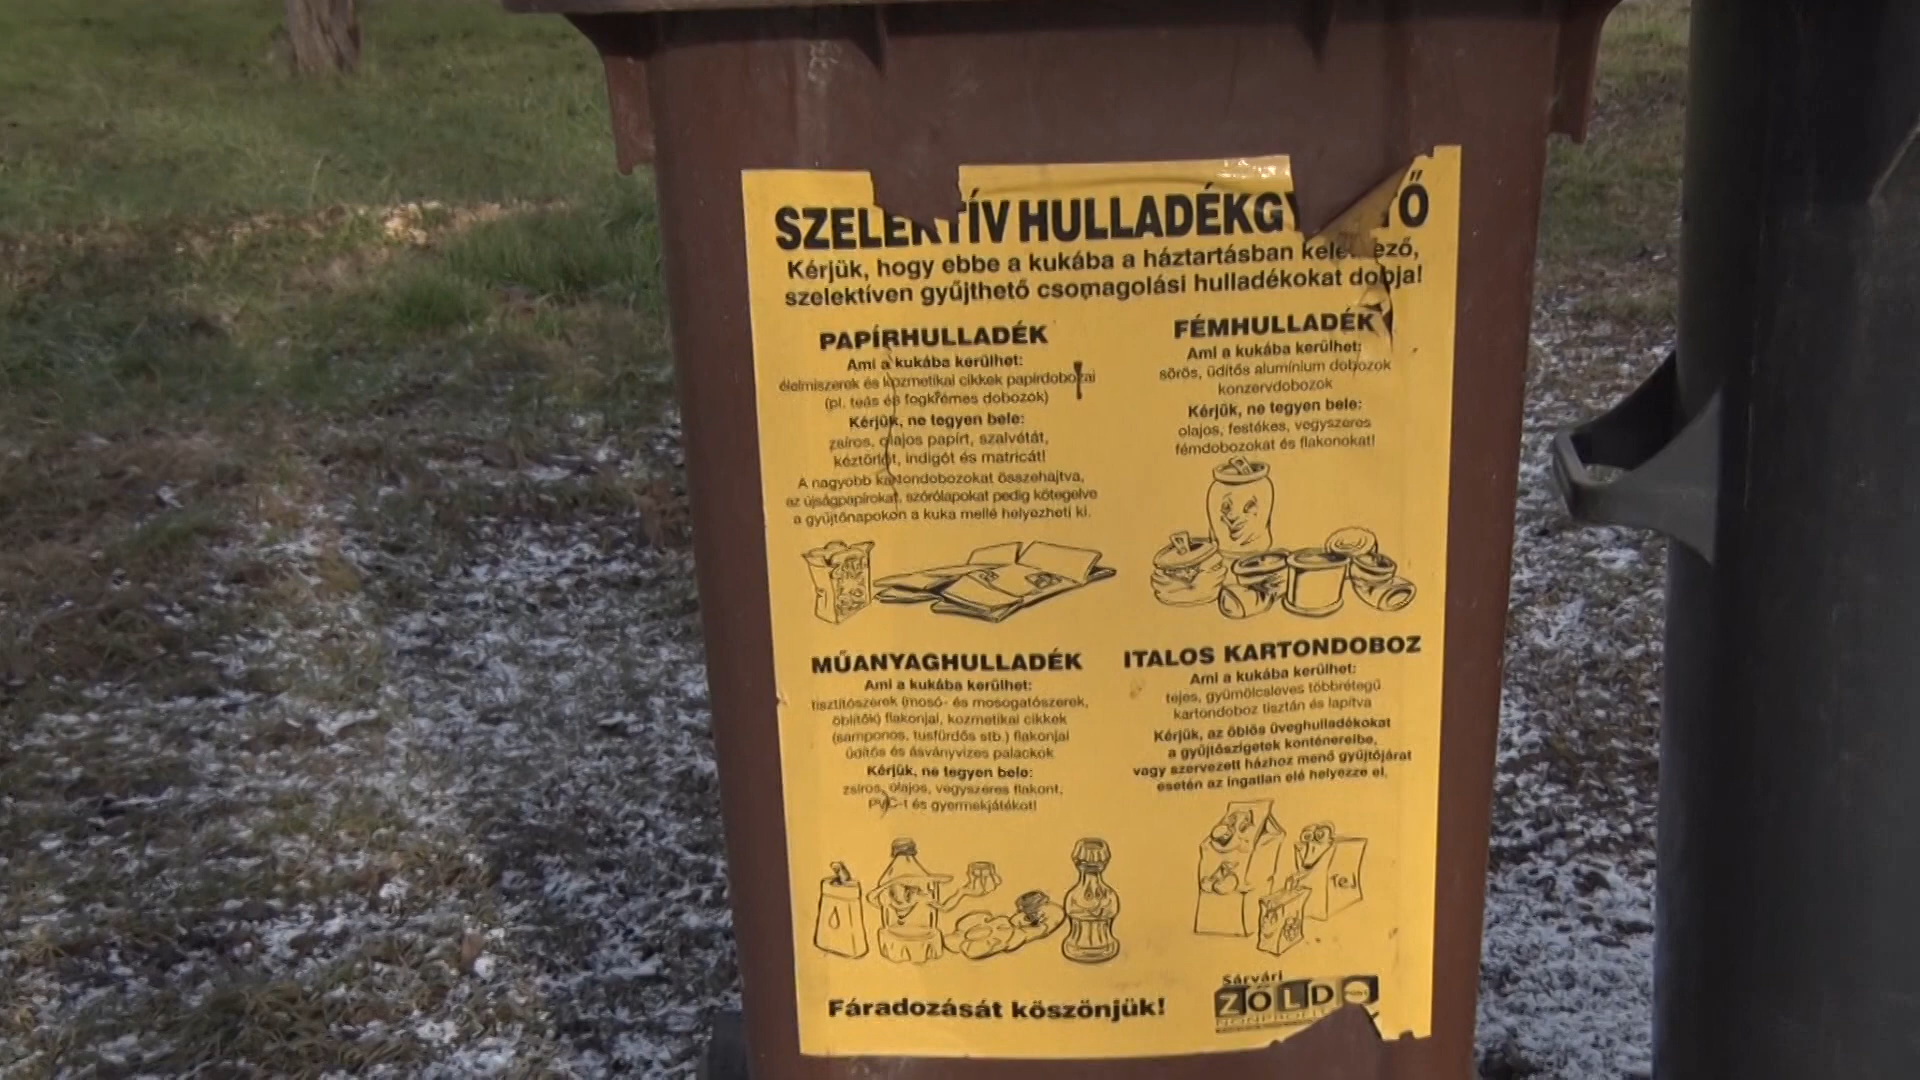 SZELEKTÍV HULLADÉKGY TŐ
Kérjük, hogy ebbe a kukába a háztartásban kele ező,
szelektíven gyűjthető csomagolási hulladékokat dobja!
PAPÍRHULLADÉK
Ami a kukába kerülhet:
élelmiszerek és kozmetikai cikkek papírdobozai
(pl. teás és fogkrémes dobozok)
Kérjük, ne tegyen bele:
zsíros, olajos papírt, szalvétát,
kéztörlőt, indigót és matricát!
A nagyobb kartondobozokat összehajtva,
az újságpapírokat, szórólapokat pedig kötegelve
a gyűjtőnapokon a kuka mellé helyezheti ki.
FÉMHULLADÉK
Ami a kukába kerülhet:
sörös, üdítős alumínium dobozok
konzervdobozok
Kérjük, ne tegyen bele:
olajos, festékes, vegyszeres
fémdobozokat és flakonokat!
MŰANYAGHULLADÉK
Ami a kukába kerülhet:
tisztítószerek (mosó- és mosogatószerek,
öblítők) flakonjai, kozmetikai cikkek
(samponos, tusfürdős stb.) flakonjai
üdítős és ásványvizes palackok
Kérjük, ne tegyen bele:
zsíros, olajos, vegyszeres flakont,
PVC-t és gyermekjátékot!
ITALOS KARTONDOBOZ
Ami a kukába kerülhet:
tejes, gyümölcsleves többrétegű
kartondoboz tisztán és lapítva
Kérjük, az öblös üveghulladékokat
a gyűjtőszigetek konténereibe,
vagy szervezett házhoz menő gyűjtőjárat
esetén az ingatlan elé helyezze el.
Tej
Fáradozását köszönjük!
Sárvári
ZÖLD
NONPROFIT